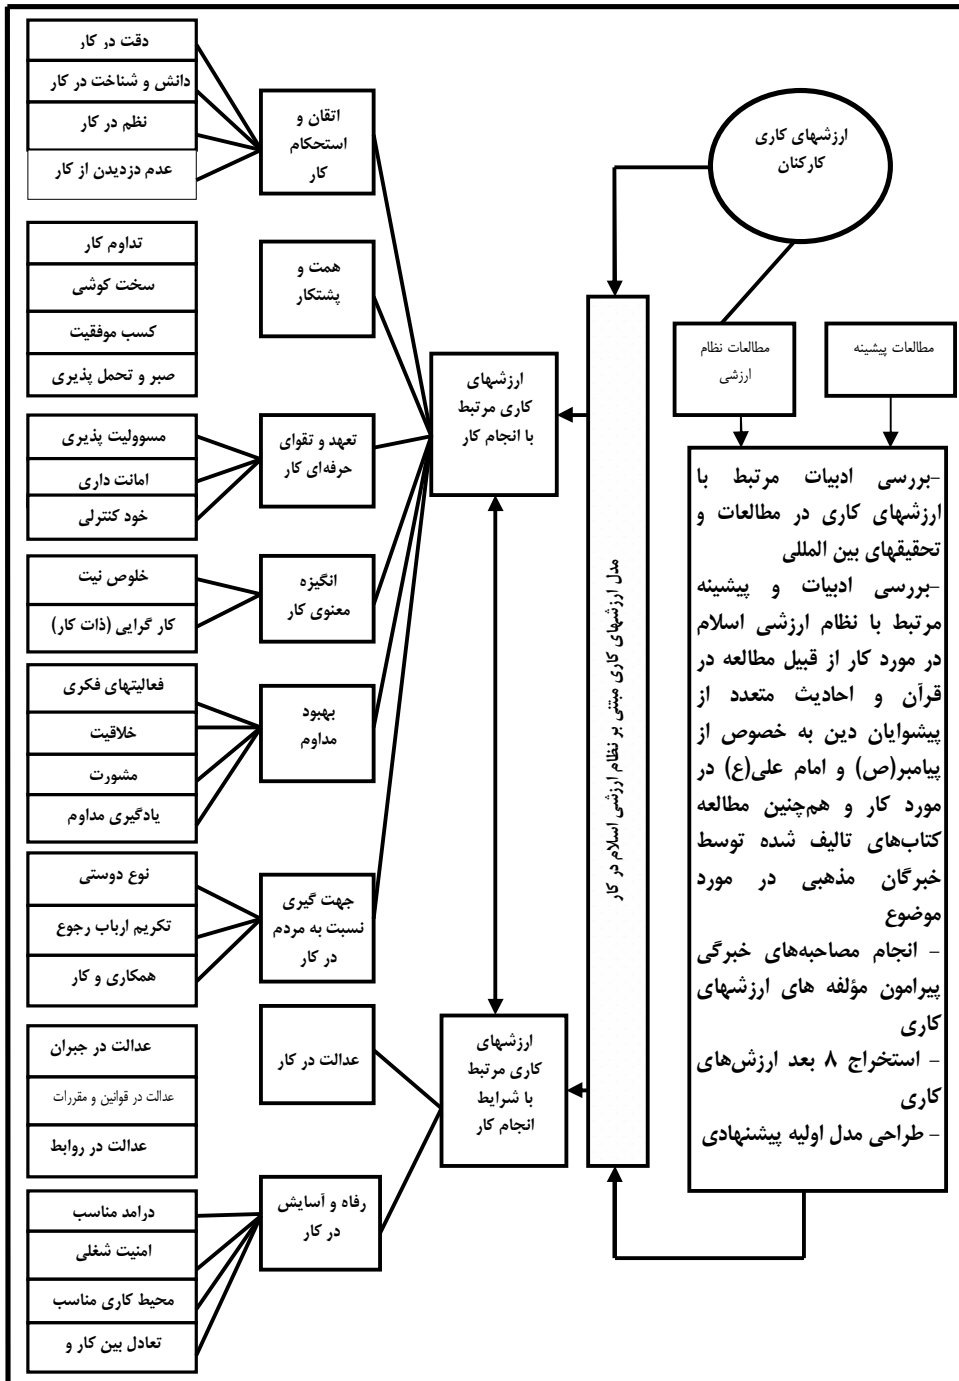 ارزشهای کاری
کارکنان
مطالعات پیشینه
مطالعات نظام
ارزشی
-بررسی ادبیات مرتبط با
ارزشهای کاری در مطالعات و
تحقیقهای بین المللی
-بررسی ادبیات و پیشینه
مرتبط با نظام ارزشی اسلام
در مورد کار از قبیل مطالعه در
قرآن و احادیث متعدد از
پیشوایان دین به خصوص از
پیامبر(ص) و امام علی(ع) در
مورد کار و هم‌چنین مطالعه
کتاب‌های تالیف شده توسط
خبرگان مذهبی در مورد
موضوع
- انجام مصاحبه‌های خبرگی
پیرامون مؤلفه های ارزشهای
کاری
- استخراج ۸ بعد ارزش‌های
کاری
- طراحی مدل اولیه پیشنهادی
مدل ارزشهای کاری مبتنی بر نظام ارزشی اسلام در کار
ارزشهای
کاری مرتبط
با انجام کار
ارزشهای
کاری مرتبط
با شرایط
انجام کار
اتقان و
استحکام
کار
دقت در کار
دانش و شناخت در کار
نظم در کار
عدم دزدیدن از کار
همت و
پشتکار
تداوم کار
سخت کوشی
کسب موفقیت
صبر و تحمل پذیری
تعهد و تقوای
حرفه‌ای کار
مسوولیت پذیری
امانت داری
خود کنترلی
انگیزه
معنوی کار
خلوص نیت
کار گرایی (ذات کار)
بهبود
مداوم
فعالیتهای فکری
خلاقیت
مشورت
یادگیری مداوم
جهت گیری
نسبت به مردم
در کار
نوع دوستی
تکریم ارباب رجوع
همکاری و کار
عدالت در کار
عدالت در جبران
عدالت در قوانین و مقررات
عدالت در روابط
رفاه و آسایش
در کار
درامد مناسب
امنیت شغلی
محیط کاری مناسب
تعادل بین کار و